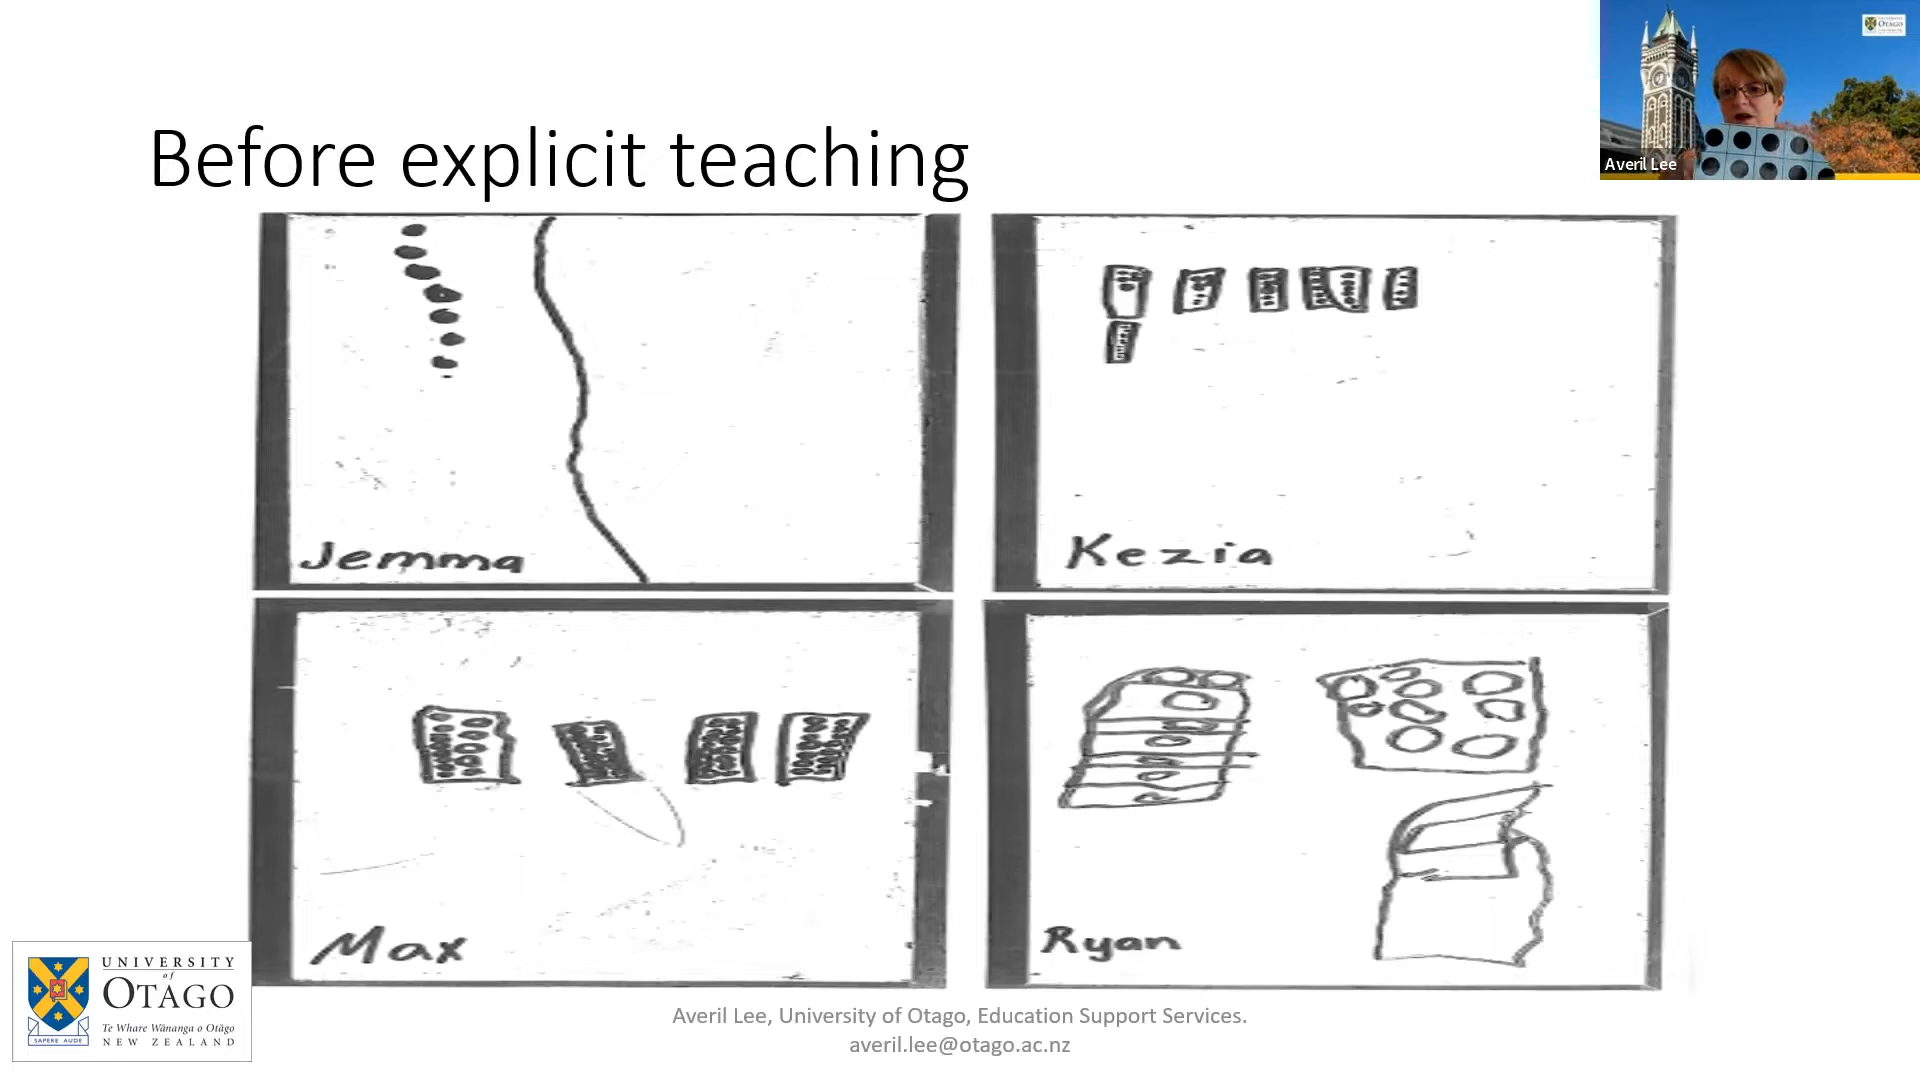 Before explicit teaching
OTAGO
Averil Lee
Jemma
Kezia
Max
Ryan
UNIVERSITY
of
OTAGO
Te Whare Wānanga o Otāgo
NEW ZEALAND
SAPERE AUDE
Averil Lee, University of Otago, Education Support Services.
averil.lee@otago.ac.nz